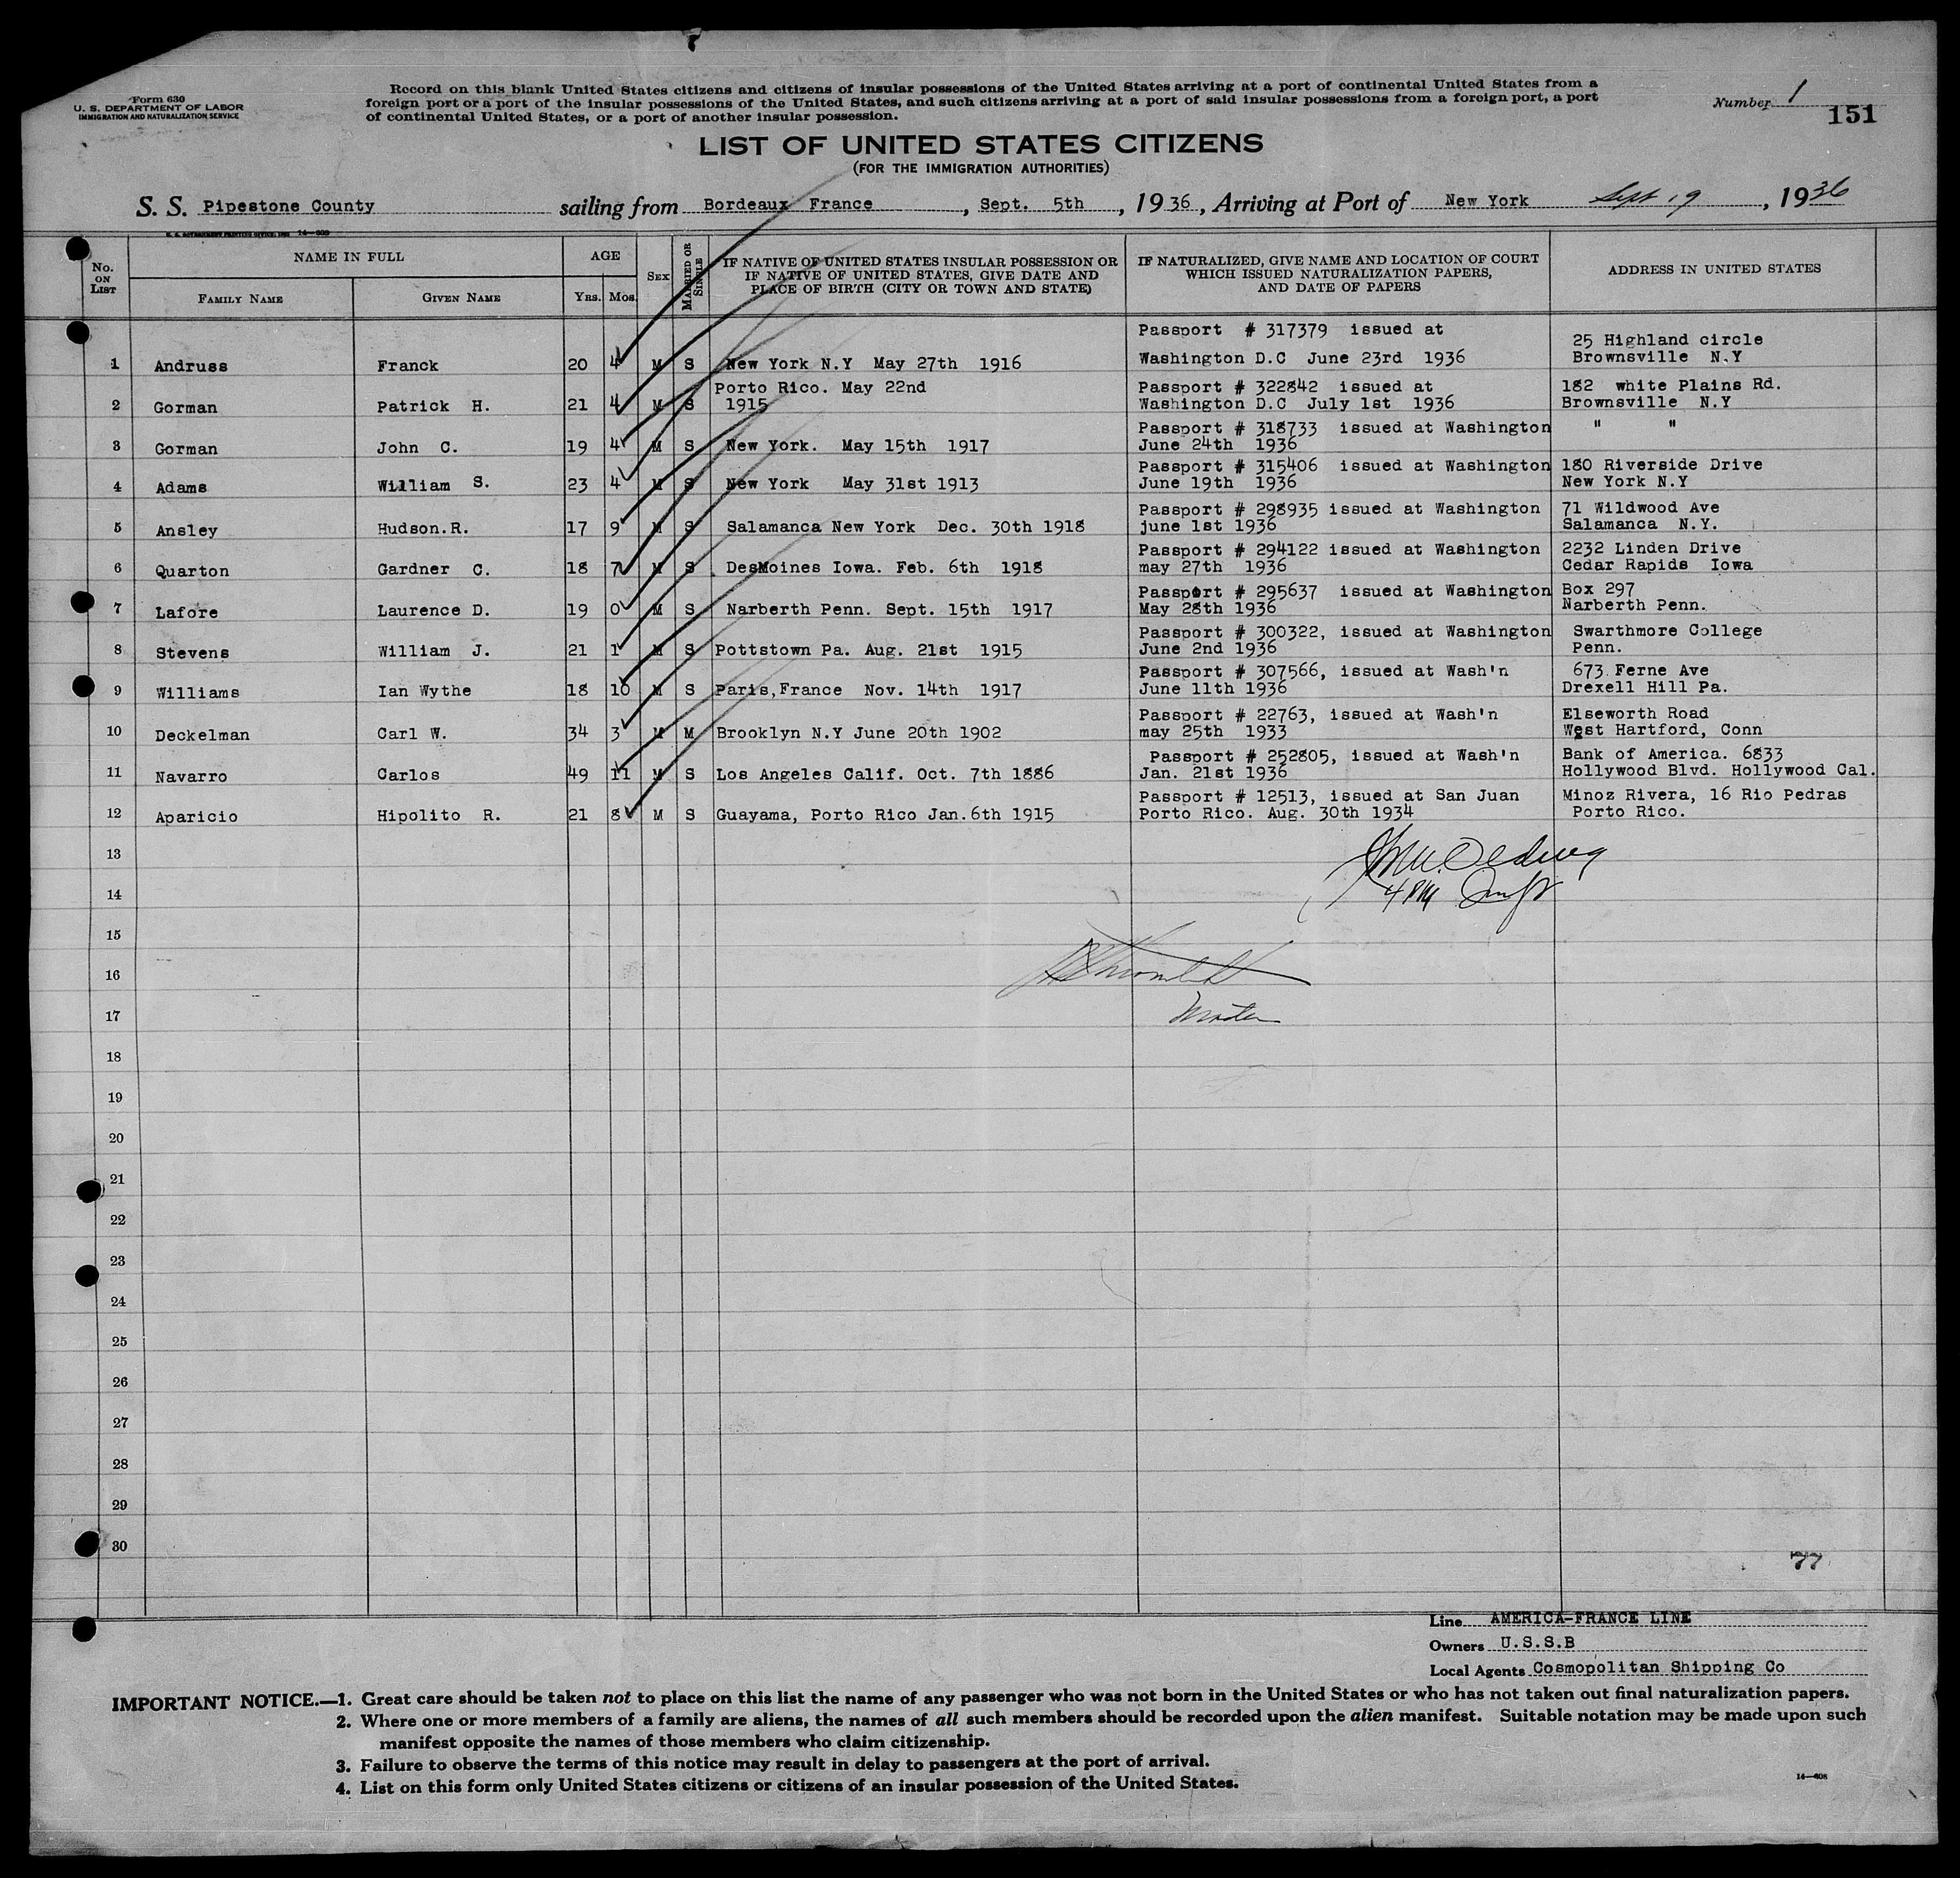 Form 630
U. S. DEPARTMENT OF LABOR
IMMIGRATION AND NATURALIZATION SERVICE
Record on this blank United States citizens and citizens of insular possessions of the United States arriving at a port of continental United States from a
foreign port or a port of the insular possessions of the United States, and such citizens arriving at a port of said insular possessions from a foreign port, a port
of continental United States, or a port of another insular possession.
Number 1
151
LIST OF UNITED STATES CITIZENS
(FOR THE IMMIGRATION AUTHORITIES)
S. S. Pipestone County sailing from Bordeaux France, Sept. 5th, 1936, Arriving at Port of New York Sept 19, 1936
No. ON LIST
NAME IN FULL
FAMILY NAME GIVEN NAME
AGE
YRS. MOS.
SEX
MARRIED OR SINGLE
IF NATIVE OF UNITED STATES INSULAR POSSESSION OR
IF NATIVE OF UNITED STATES, GIVE DATE AND
PLACE OF BIRTH (CITY OR TOWN AND STATE)
IF NATURALIZED, GIVE NAME AND LOCATION OF COURT
WHICH ISSUED NATURALIZATION PAPERS,
AND DATE OF PAPERS
ADDRESS IN UNITED STATES
Passport # 317379 issued at 25 Highland circle
1 Andruss Franck 20 4 M S New York N.Y May 27th 1916 Washington D.C June 23rd 1936 Brownsville N.Y
Porto Rico. May 22nd Passport # 322842 issued at 182 white Plains Rd.
2 Gorman Patrick H. 21 4 M S 1915 Washington D.C July 1st 1936 Brownsville N.Y
Passport # 318733 issued at Washington " "
3 Gorman John C. 19 4 M S New York. May 15th 1917 June 24th 1936
Passport # 315406 issued at Washington 180 Riverside Drive
4 Adams William S. 23 4 M S New York May 31st 1913 June 19th 1936 New York N.Y
Passport # 298935 issued at Washington 71 Wildwood Ave
5 Ansley Hudson.R. 17 9 M S Salamanca New York Dec. 30th 1918 june 1st 1936 Salamanca N.Y.
Passport # 294122 issued at Washington 2232 Linden Drive
6 Quarton Gardner C. 18 7 M S DesMoines Iowa. Feb. 6th 1918 may 27th 1936 Cedar Rapids Iowa
Passport # 295637 issued at Washington Box 297
7 Lafore Laurence D. 19 0 M S Narberth Penn. Sept. 15th 1917 May 28th 1936 Narberth Penn.
Passport # 300322, issued at Washington Swarthmore College
8 Stevens William J. 21 1 M S Pottstown Pa. Aug. 21st 1915 June 2nd 1936 Penn.
Passport # 307566, issued at Wash'n 673 Ferne Ave
9 Williams Ian Wythe 18 10 M S Paris,France Nov. 14th 1917 June 11th 1936 Drexell Hill Pa.
Passport # 22763, issued at Wash'n Elseworth Road
10 Deckelman Carl W. 34 3 M M Brooklyn N.Y June 20th 1902 may 25th 1933 West Hartford, Conn
Passport # 252805, issued at Wash'n Bank of America. 6833
11 Navarro Carlos 49 11 M S Los Angeles Calif. Oct. 7th 1886 Jan. 21st 1936 Hollywood Blvd. Hollywood Cal.
Passport # 12513, issued at San Juan Minoz Rivera, 16 Rio Pedras
12 Aparicio Hipolito R. 21 8 M S Guayama, Porto Rico Jan.6th 1915 Porto Rico. Aug. 30th 1934 Porto Rico.
13
14
15
16
17
18
19
20
21
22
23
24
25
26
27
28
29
30
77
Line AMERICA-FRANCE LINE
Owners U.S.S.B
Local Agents Cosmopolitan Shipping Co
IMPORTANT NOTICE.—1. Great care should be taken not to place on this list the name of any passenger who was not born in the United States or who has not taken out final naturalization papers.
2. Where one or more members of a family are aliens, the names of all such members should be recorded upon the alien manifest. Suitable notation may be made upon such
manifest opposite the names of those members who claim citizenship.
3. Failure to observe the terms of this notice may result in delay to passengers at the port of arrival.
4. List on this form only United States citizens or citizens of an insular possession of the United States.
14—608